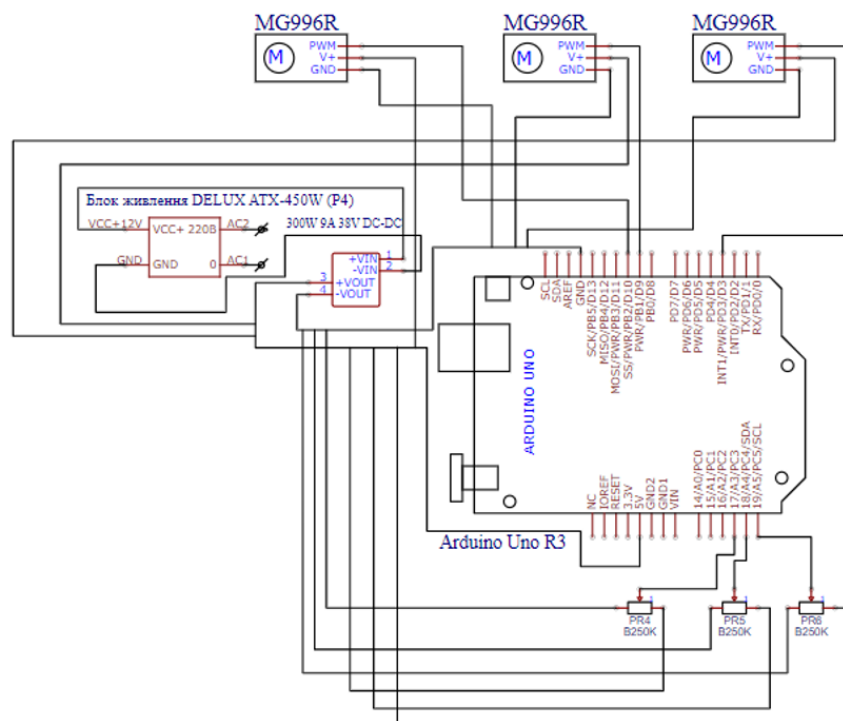 MG996R
MG996R
MG996R
PWM
V+
GND
M
PWM
V+
GND
M
PWM
V+
GND
M
Блок живлення DELUX ATX-450W (P4)
VCC+12V
VCC+ 220В
AC2
GND
GND
0
AC1
300W 9A 38V DC-DC
+VIN
-VIN
+VOUT
-VOUT
1
2
3
4
SCL
SDA
AREF
GND
SCK/PB5/D13
MISO/PB4/D12
MOSI/PWR/PB3/D11
SS/PWR/PB2/D10
PWR/PB1/D9
PB0/D8
PD7/D7
PWR/PD6/D6
PWR/PD5/D5
PD4/D4
INT1/PWR/PD3/D3
INT0/PD2/D2
TX/PD1/1
RX/PD0/0
ARDUINO UNO
NC
IOREF
RESET
3.3V
5V
GND2
GND1
VIN
14/A0/PC0
15/A1/PC1
16/A2/PC2
17/A3/PC3
18/A4/PC4/SDA
19/A5/PC5/SCL
Arduino Uno R3
1
PR4
B250K
1
PR5
B250K
1
PR6
B250K